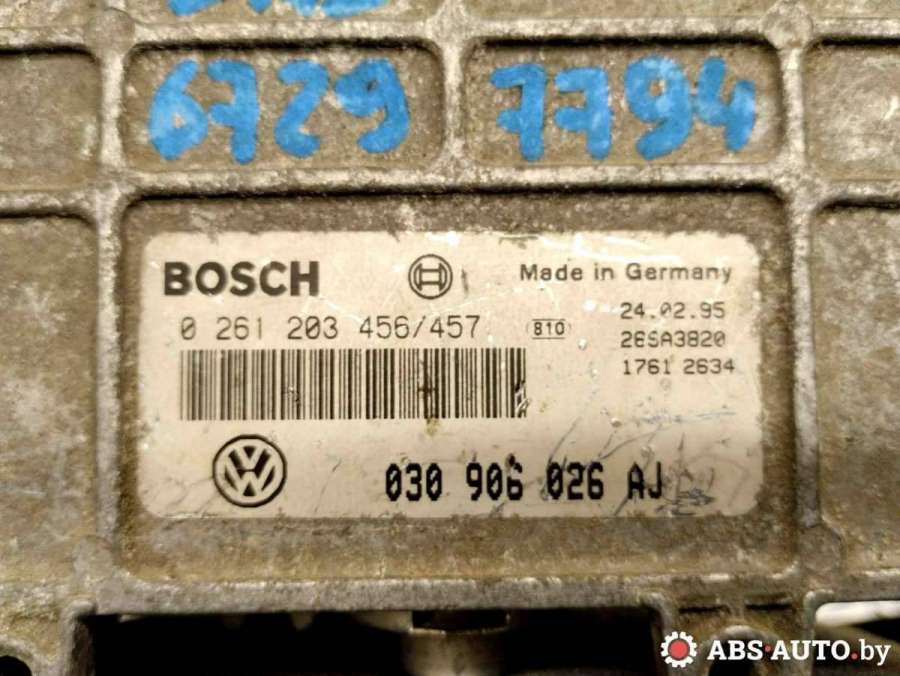 6729 7794
BOSCH
Made in Germany
0 261 203 456/457
810
24.02.95
26SA3820
1761 2634
030 906 026 AJ
ABS-AUTO.by